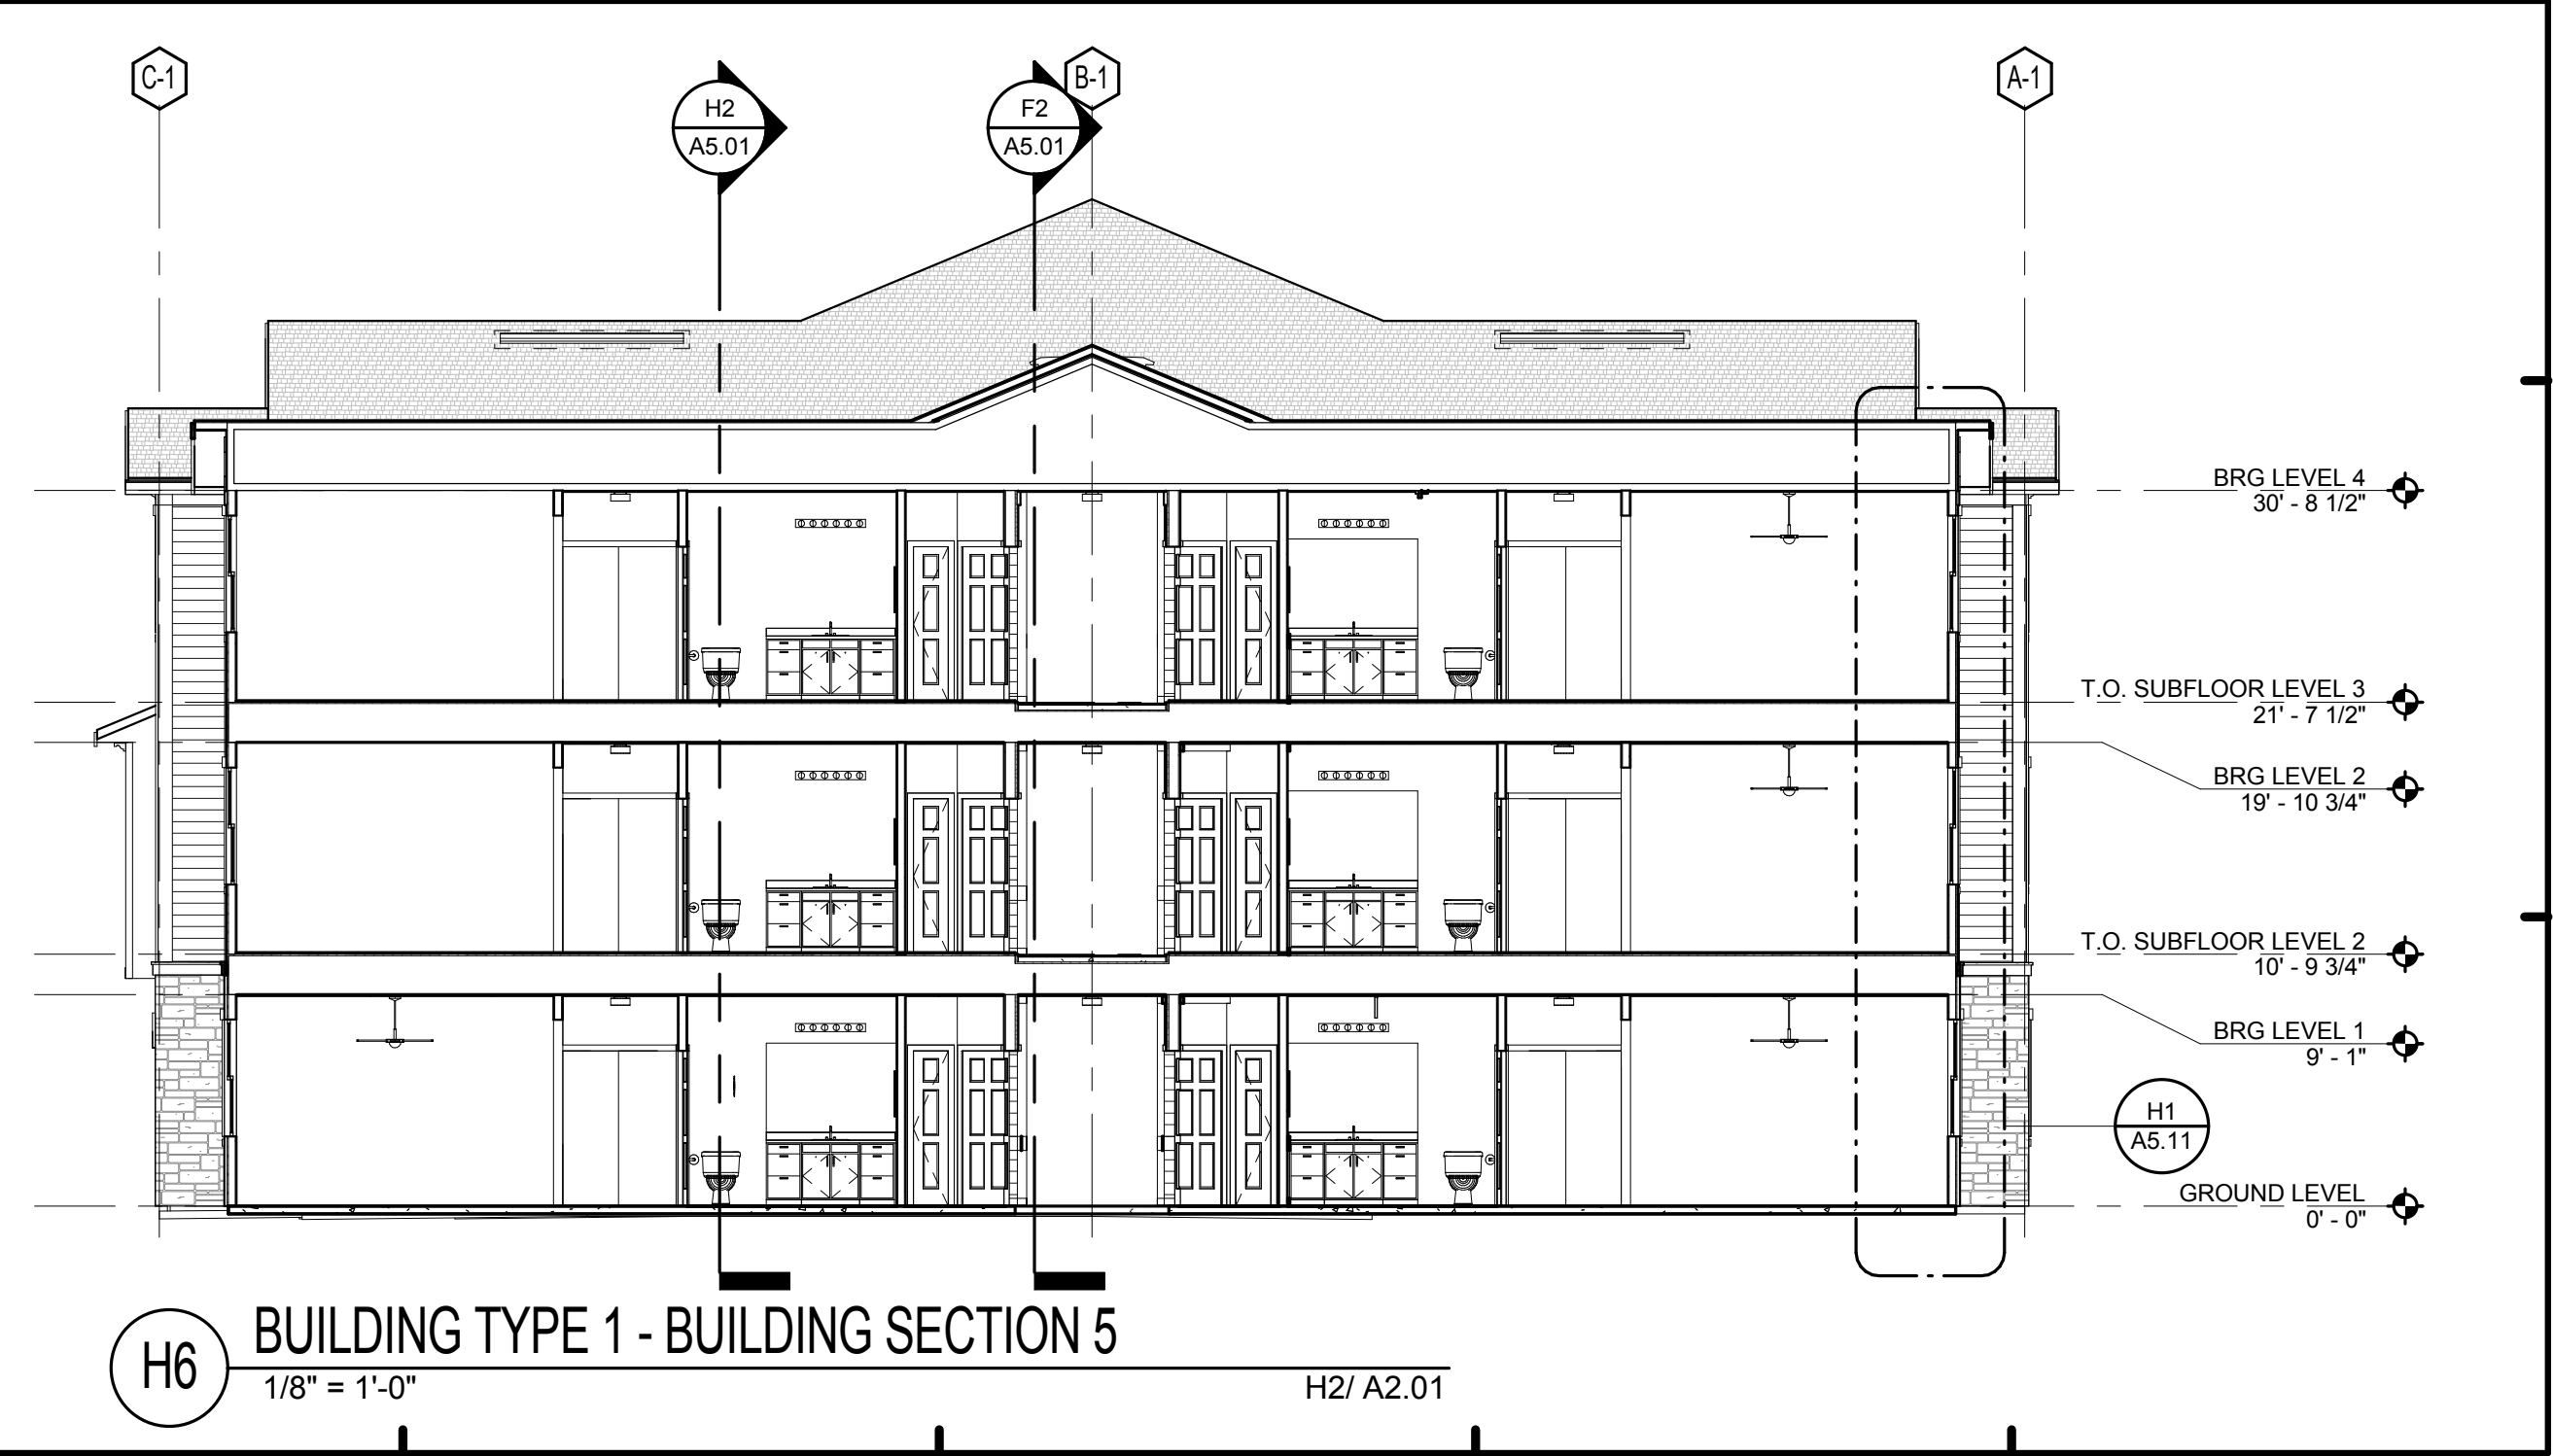 C-1
H2
A5.01
F2
A5.01
B-1
A-1
BRG LEVEL 4
30' - 8 1/2"
T.O. SUBFLOOR LEVEL 3
21' - 7 1/2"
BRG LEVEL 2
19' - 10 3/4"
T.O. SUBFLOOR LEVEL 2
10' - 9 3/4"
BRG LEVEL 1
9' - 1"
H1
A5.11
GROUND LEVEL
0' - 0"
H6
BUILDING TYPE 1 - BUILDING SECTION 5
1/8" = 1'-0"
H2/ A2.01